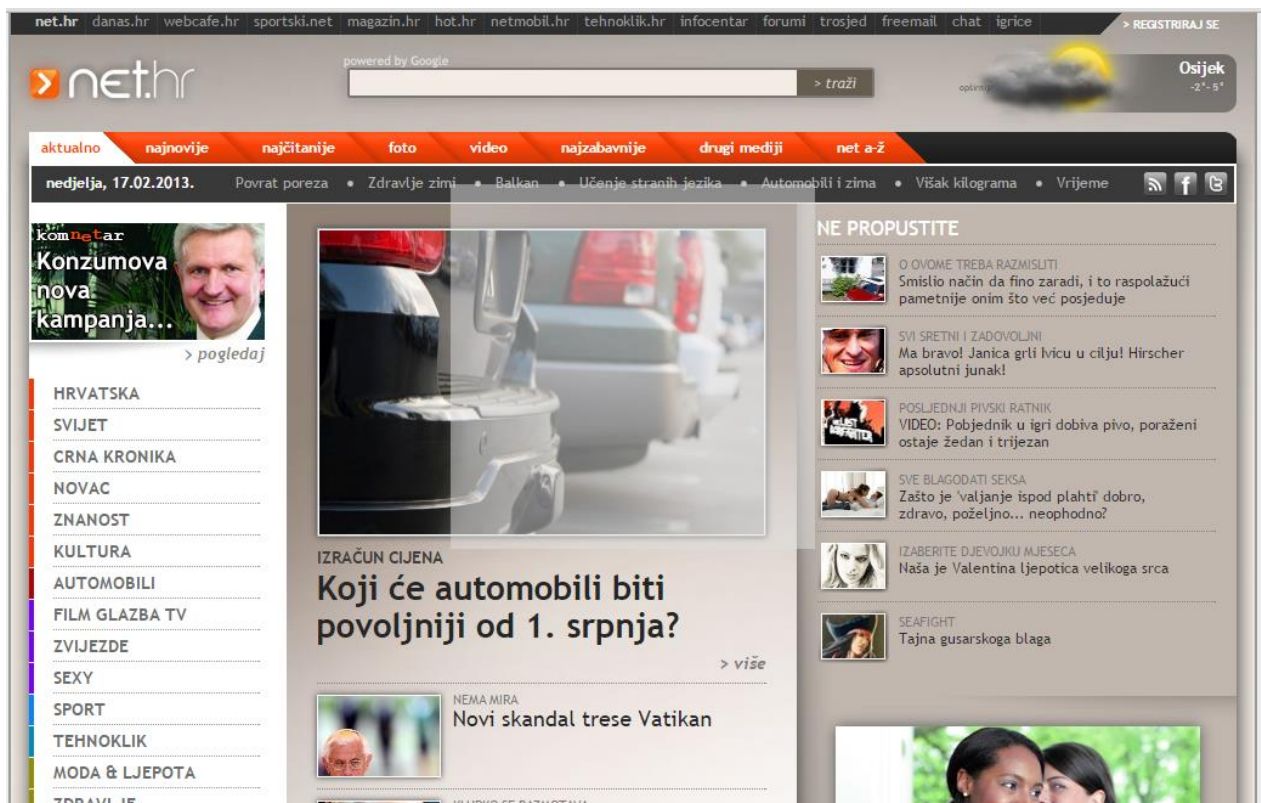 net.hr danas.hr webcafe.hr sportski.net magazin.hr hot.hr netmobil.hr tehnoklik.hr infocentar forumi trosjed freemail chat igrice
> REGISTRIRAJ SE
net.hr
powered by Google
> traži
Osijek
-2°- 5°
aktualno najnovije najčitanije foto video najzabavnije drugi mediji net a-ž
nedjelja, 17.02.2013. Povrat poreza • Zdravlje zimi • Balkan • Učenje stranih jezika • Automobili i zima • Višak kilograma • Vrijeme
komnetar
Konzumova
nova
kampanja...
> pogledaj
HRVATSKA
SVIJET
CRNA KRONIKA
NOVAC
ZNANOST
KULTURA
AUTOMOBILI
FILM GLAZBA TV
ZVIJEZDE
SEXY
SPORT
TEHNOKLIK
MODA & LJEPOTA
ZDRAVLJE
IZRAČUN CIJENA
Koji će automobili biti
povoljniji od 1. srpnja?
> više
NEMA MIRA
Novi skandal trese Vatikan
KLUPKO SE RAZMOTAVA
NE PROPUSTITE
O OVOME TREBA RAZMISLITI
Smislio način da fino zaradi, i to raspolažući
pametnije onim što već posjeduje
SVI SRETNI I ZADOVOLJNI
Ma bravo! Janica grli Ivicu u cilju! Hirscher
apsolutni junak!
POSLJEDNJI PIVSKI RATNIK
VIDEO: Pobjednik u igri dobiva pivo, poraženi
ostaje žedan i trijezan
SVE BLAGODATI SEKSA
Zašto je 'valjanje ispod plahti' dobro,
zdravo, poželjno... neophodno?
IZABERITE DJEVOJKU MJESECA
Naša je Valentina ljepotica velikoga srca
SEAFIGHT
Tajna gusarskoga blaga